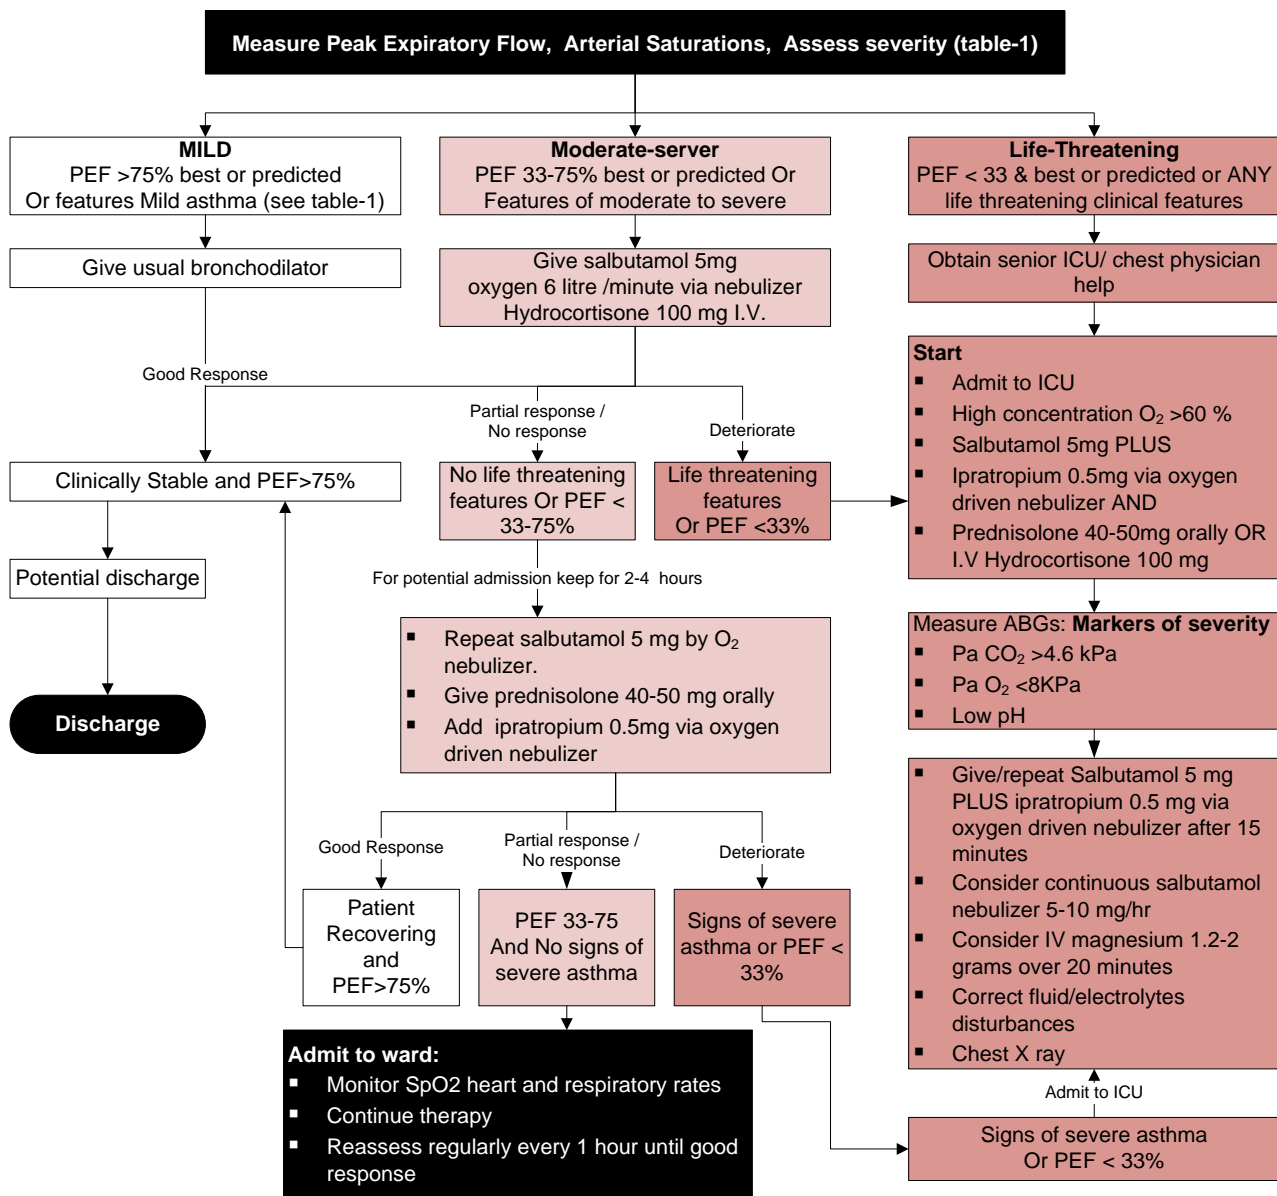 Measure Peak Expiratory Flow, Arterial Saturations, Assess severity (table-1)
MILD
PEF >75% best or predicted
Or features Mild asthma (see table-1)
Moderate-server
PEF 33-75% best or predicted Or
Features of moderate to severe
Life-Threatening
PEF < 33 & best or predicted or ANY
life threatening clinical features
Give usual bronchodilator
Give salbutamol 5mg
oxygen 6 litre /minute via nebulizer
Hydrocortisone 100 mg I.V.
Obtain senior ICU/ chest physician
help
Good Response
Partial response /
No response
Deteriorate
Start
▪ Admit to ICU
▪ High concentration O₂ >60 %
▪ Salbutamol 5mg PLUS
▪ Ipratropium 0.5mg via oxygen
driven nebulizer AND
▪ Prednisolone 40-50mg orally OR
I.V Hydrocortisone 100 mg
Clinically Stable and PEF>75%
No life threatening
features Or PEF <
33-75%
Life threatening
features
Or PEF <33%
Potential discharge
For potential admission keep for 2-4 hours
Discharge
▪ Repeat salbutamol 5 mg by O₂
nebulizer.
▪ Give prednisolone 40-50 mg orally
▪ Add ipratropium 0.5mg via oxygen
driven nebulizer
Measure ABGs: Markers of severity
▪ Pa CO₂ >4.6 kPa
▪ Pa O₂ <8KPa
▪ Low pH
Good Response
Partial response /
No response
Deteriorate
▪ Give/repeat Salbutamol 5 mg
PLUS ipratropium 0.5 mg via
oxygen driven nebulizer after 15
minutes
▪ Consider continuous salbutamol
nebulizer 5-10 mg/hr
▪ Consider IV magnesium 1.2-2
grams over 20 minutes
▪ Correct fluid/electrolytes
disturbances
▪ Chest X ray
Patient
Recovering
and
PEF>75%
PEF 33-75
And No signs of
severe asthma
Signs of severe
asthma or PEF <
33%
Admit to ward:
▪ Monitor SpO2 heart and respiratory rates
▪ Continue therapy
▪ Reassess regularly every 1 hour until good
response
Admit to ICU
Signs of severe asthma
Or PEF < 33%